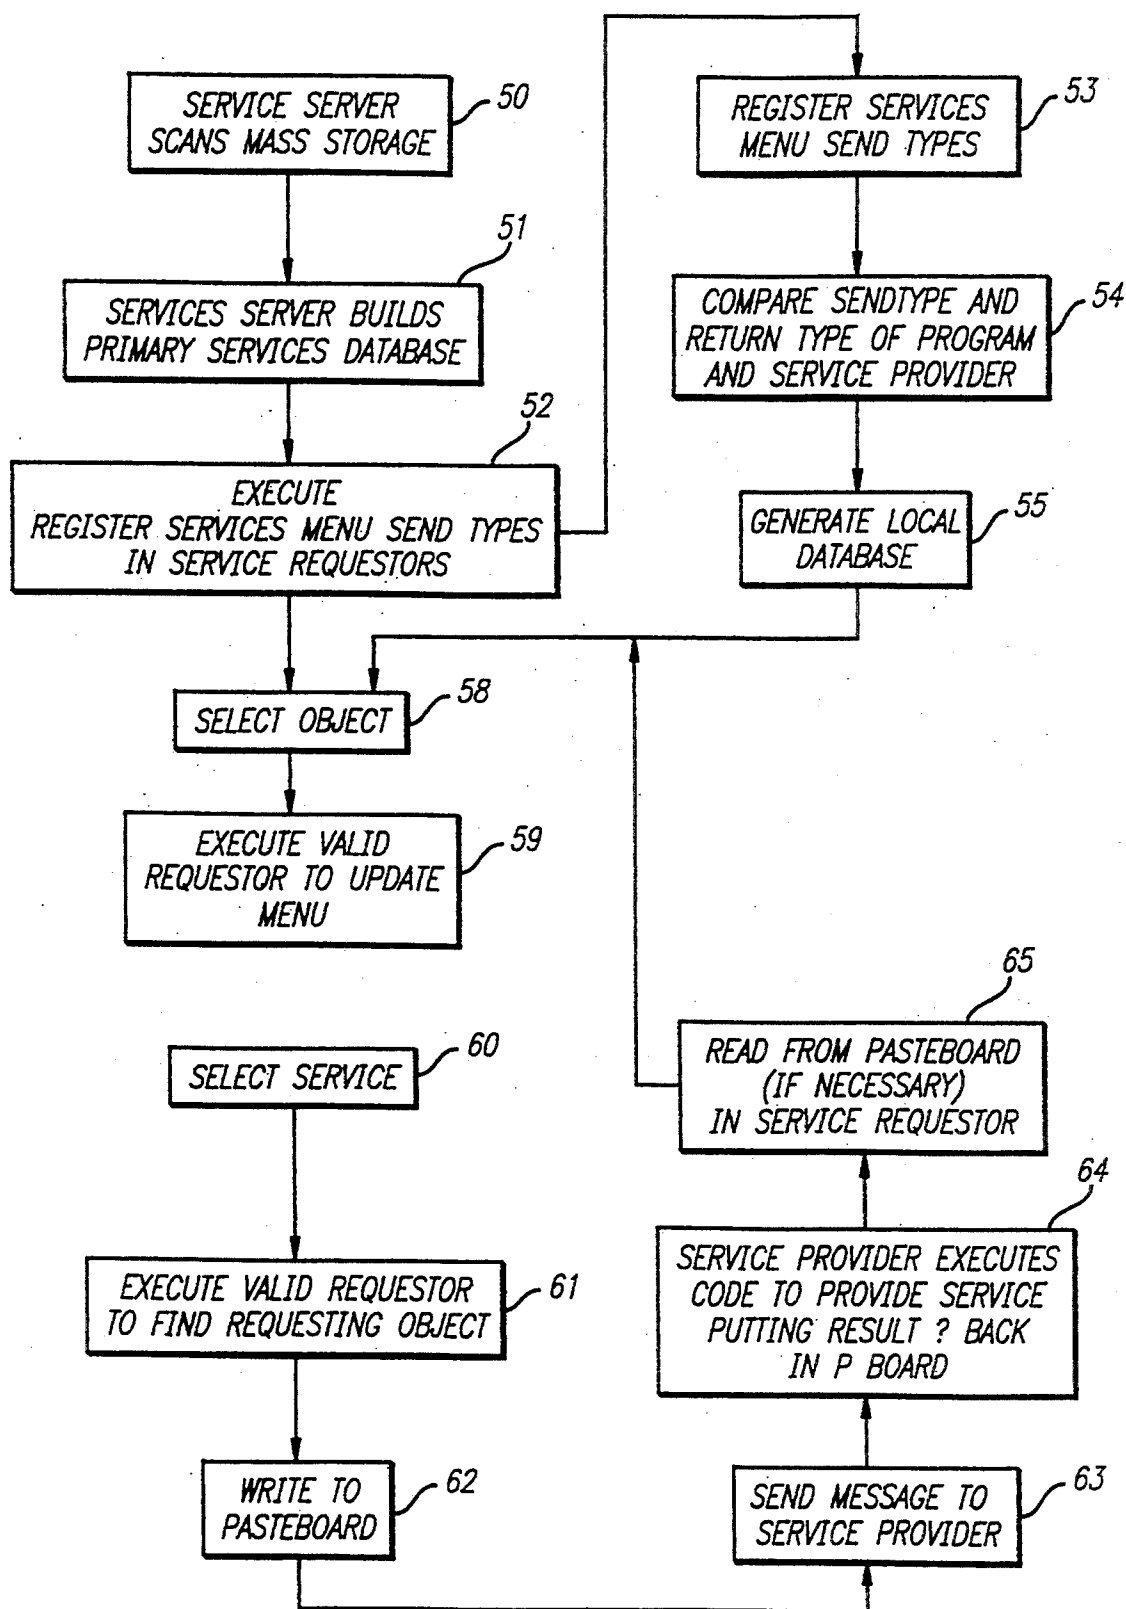 SERVICE SERVER
SCANS MASS STORAGE
50
SERVICES SERVER BUILDS
PRIMARY SERVICES DATABASE
51
EXECUTE
REGISTER SERVICES MENU SEND TYPES
IN SERVICE REQUESTORS
52
REGISTER SERVICES
MENU SEND TYPES
53
COMPARE SENDTYPE AND
RETURN TYPE OF PROGRAM
AND SERVICE PROVIDER
54
GENERATE LOCAL
DATABASE
55
SELECT OBJECT
58
EXECUTE VALID
REQUESTOR TO UPDATE
MENU
59
SELECT SERVICE
60
EXECUTE VALID REQUESTOR
TO FIND REQUESTING OBJECT
61
WRITE TO
PASTEBOARD
62
SEND MESSAGE TO
SERVICE PROVIDER
63
SERVICE PROVIDER EXECUTES
CODE TO PROVIDE SERVICE
PUTTING RESULT ? BACK
IN P BOARD
64
READ FROM PASTEBOARD
(IF NECESSARY)
IN SERVICE REQUESTOR
65